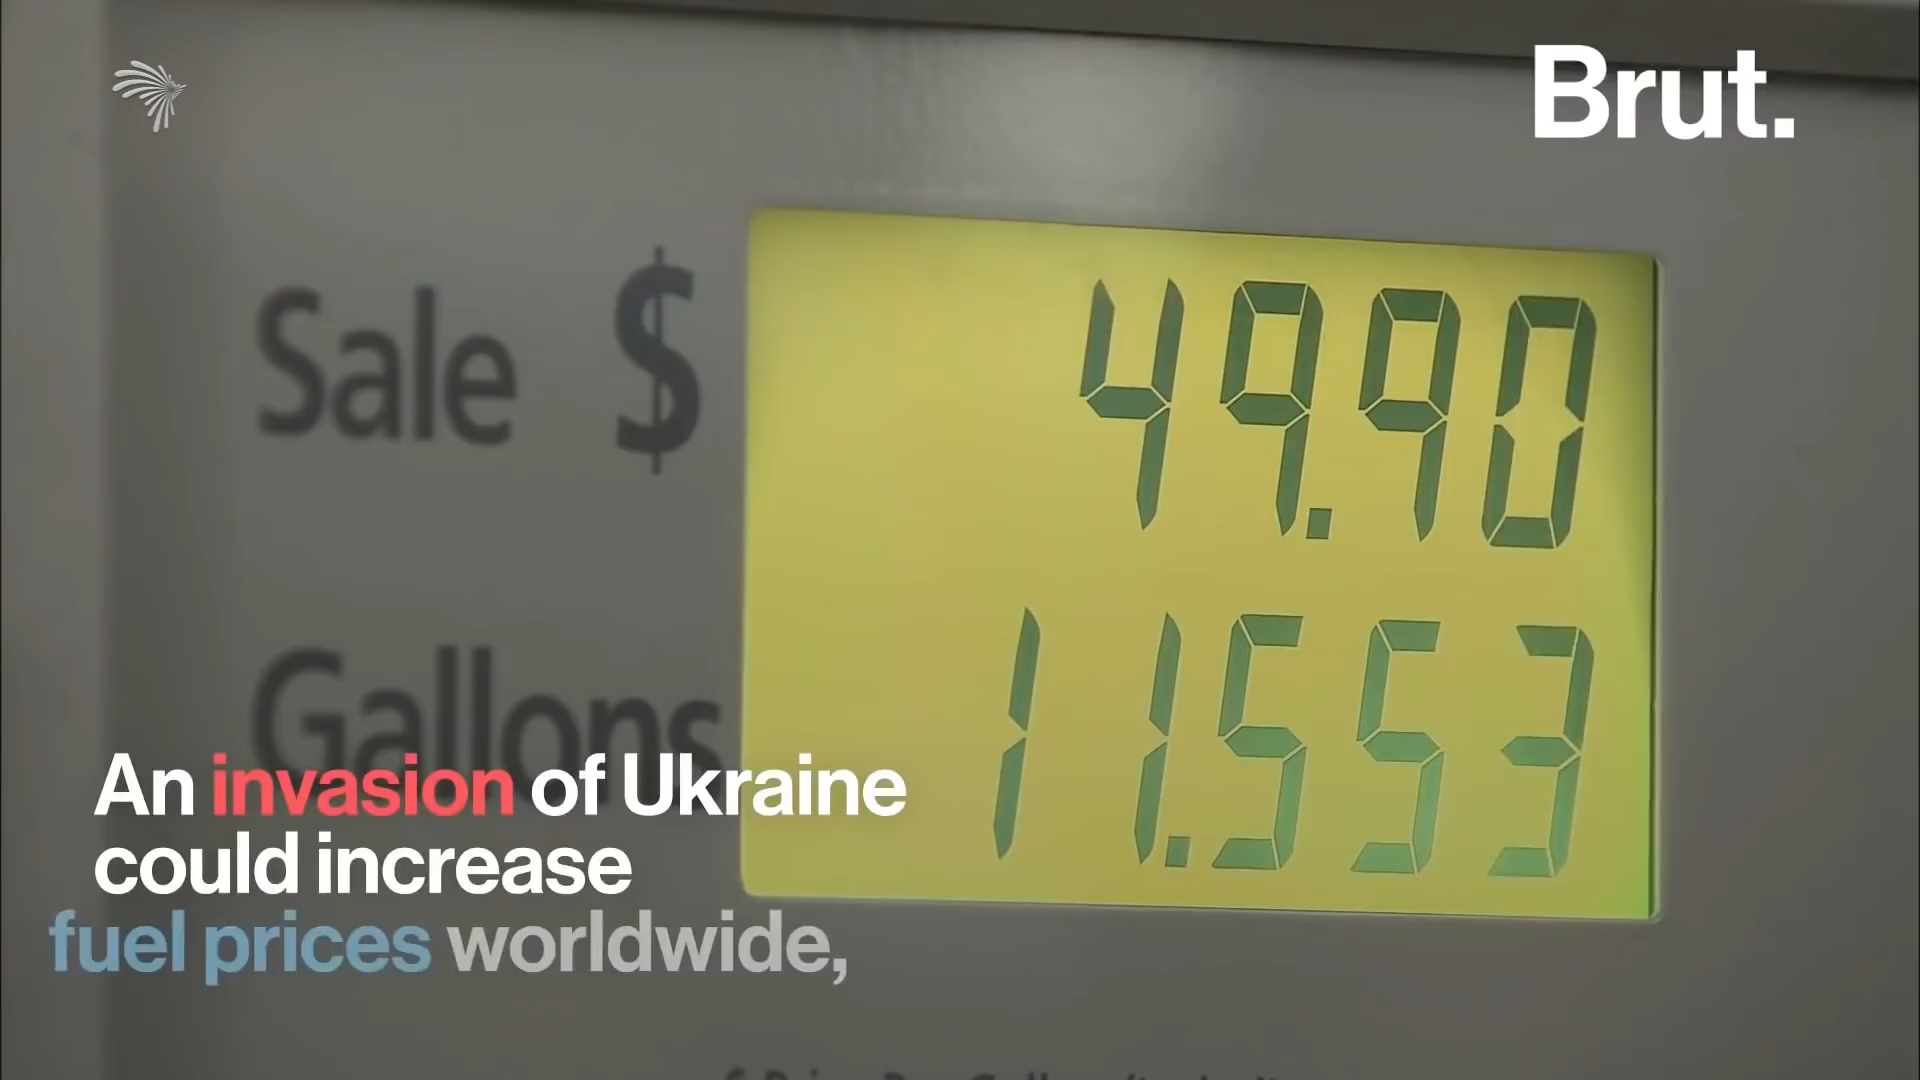 Brut.
Sale $ 49.90
Gallons 11.553
An invasion of Ukraine
could increase
fuel prices worldwide,